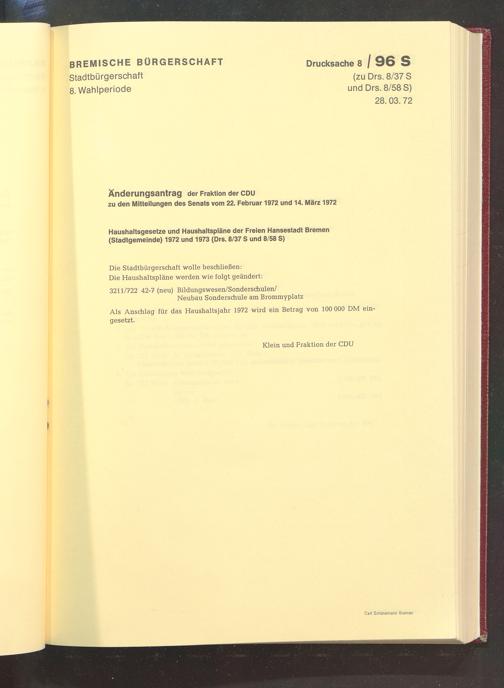 BREMISCHE BÜRGERSCHAFT
Stadtbürgerschaft
8. Wahlperiode
Drucksache 8 / 96 S
(zu Drs. 8/37 S
und Drs. 8/58 S)
28. 03. 72
Änderungsantrag der Fraktion der CDU
zu den Mitteilungen des Senats vom 22. Februar 1972 und 14. März 1972
Haushaltsgesetze und Haushaltspläne der Freien Hansestadt Bremen
(Stadtgemeinde) 1972 und 1973 (Drs. 8/37 S und 8/58 S)
Die Stadtbürgerschaft wolle beschließen:
Die Haushaltspläne werden wie folgt geändert:
3211/722 42-7 (neu) Bildungswesen/Sonderschulen/
Neubau Sonderschule am Brommyplatz
Als Anschlag für das Haushaltsjahr 1972 wird ein Betrag von 100 000 DM ein-
gesetzt.
Klein und Fraktion der CDU
Carl Schünemann Bremen